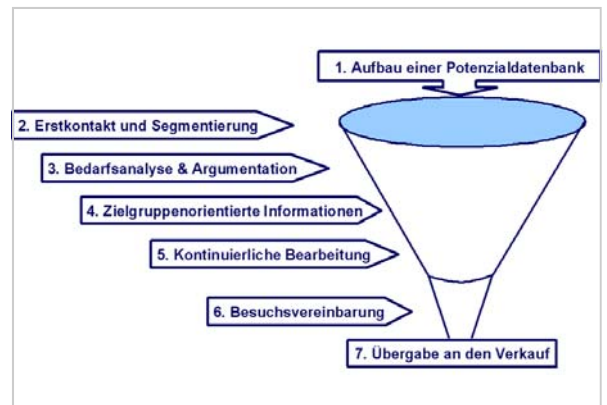 1. Aufbau einer Potenzialdatenbank
2. Erstkontakt und Segmentierung
3. Bedarfsanalyse & Argumentation
4. Zielgruppenorientierte Informationen
5. Kontinuierliche Bearbeitung
6. Besuchsvereinbarung
7. Übergabe an den Verkauf